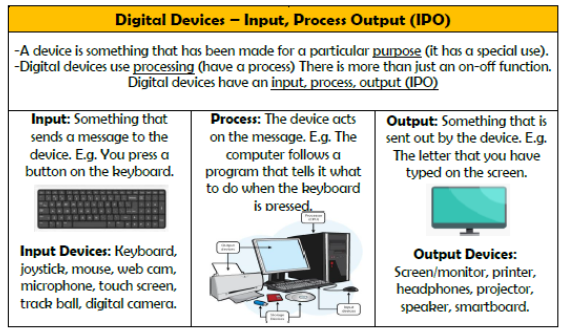 Digital Devices – Input, Process Output (IPO)
-A device is something that has been made for a particular purpose (it has a special use).
-Digital devices use processing (have a process) There is more than just an on-off function.
Digital devices have an input, process, output (IPO)
Input: Something that
sends a message to the
device. E.g. You press a
button on the keyboard.
Input Devices: Keyboard,
joystick, mouse, web cam,
microphone, touch screen,
track ball, digital camera.
Process: The device acts
on the message. E.g. The
computer follows a
program that tells it what
to do when the keyboard
is pressed.
Output: Something that is
sent out by the device. E.g.
The letter that you have
typed on the screen.
Output Devices:
Screen/monitor, printer,
headphones, projector,
speaker, smartboard.